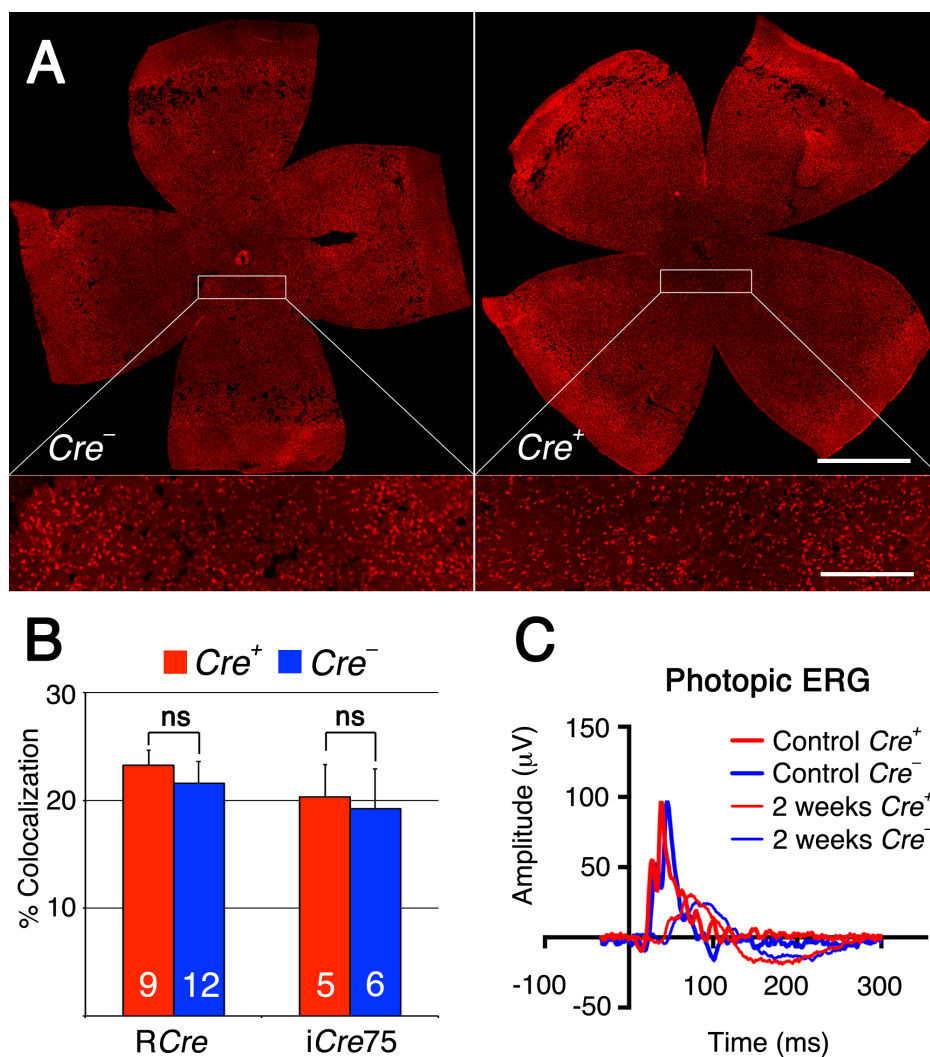 A
Cre⁻
Cre⁺
B
Cre⁺ Cre⁻
30
ns
ns
% Colocalization
20
10
9
12
5
6
RCre
iCre75
C
Photopic ERG
150
Control Cre⁺
Control Cre⁻
100
2 weeks Cre⁺
2 weeks Cre⁻
Amplitude (µV)
50
-100
100
300
-50
Time (ms)